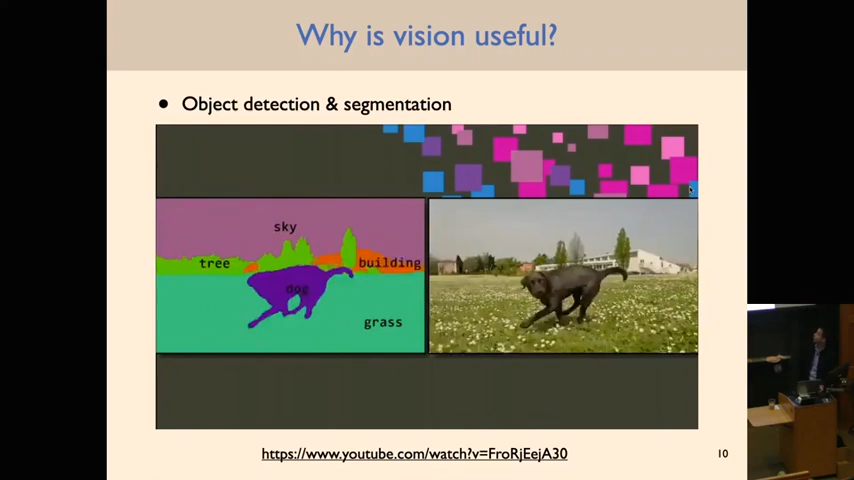 Why is vision useful?
● Object detection & segmentation
sky
tree
building
dog
grass
https://www.youtube.com/watch?v=FroRjEejA30
10